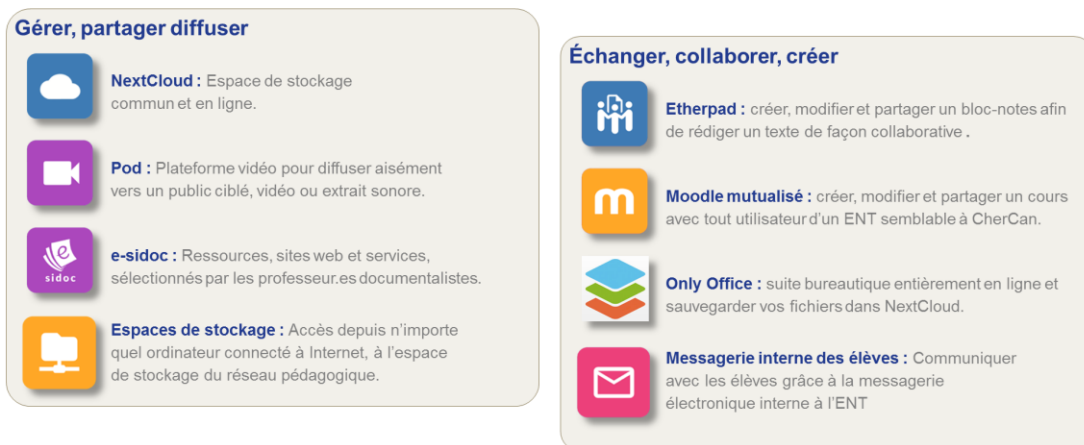 Gérer, partager diffuser
NextCloud : Espace de stockage
commun et en ligne.
Pod : Plateforme vidéo pour diffuser aisément
vers un public ciblé, vidéo ou extrait sonore.
e
sidoc
e-sidoc : Ressources, sites web et services,
sélectionnés par les professeur.es documentalistes.
Espaces de stockage : Accès depuis n’importe
quel ordinateur connecté à Internet, à l’espace
de stockage du réseau pédagogique.
Échanger, collaborer, créer
Etherpad : créer, modifier et partager un bloc-notes afin
de rédiger un texte de façon collaborative .
m
Moodle mutualisé : créer, modifier et partager un cours
avec tout utilisateur d’un ENT semblable à CherCan.
Only Office : suite bureautique entièrement en ligne et
sauvegarder vos fichiers dans NextCloud.
Messagerie interne des élèves : Communiquer
avec les élèves grâce à la messagerie
électronique interne à l’ENT